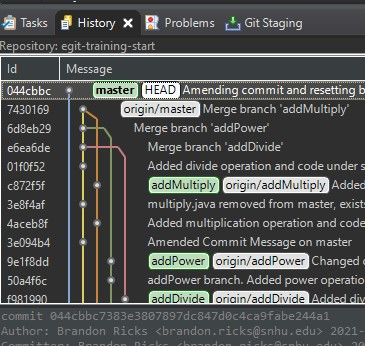 Tasks History Problems Git Staging
Repository: egit-training-start
Id Message
044cbbc master HEAD Amending commit and resetting b
7430169 origin/master Merge branch 'addMultiply'
6d8eb29 Merge branch 'addPower'
e6ea6de Merge branch 'addDivide'
01f0f52 Added divide operation and code under s
c872f5f addMultiply origin/addMultiply Added
3e8f4af multiply.java removed from master, exists
4aceb8f Added multiplication operation and code
3e094b4 Amended Commit Message on master
9e1f8dd addPower origin/addPower Changed c
50a4f6c addPower branch. Added power operation
f981990 addDivide origin/addDivide Added div
commit 044cbbc7383e3807897dc847d0c4ca9fabe244a1
Author: Brandon Ricks <brandon.ricks@snhu.edu> 2021-
Committer: Brandon Ricks <brandon.ricks@snhu.edu>